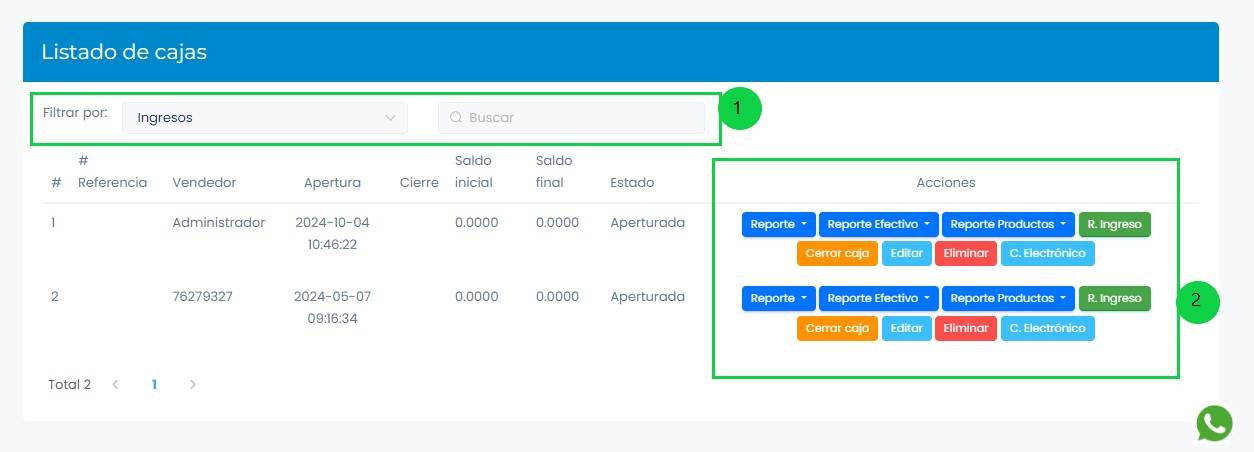 Listado de cajas
Filtrar por: Ingresos Buscar 1
# # Referencia Vendedor Apertura Cierre Saldo inicial Saldo final Estado Acciones
1 Administrador 2024-10-04 10:46:22 0.0000 0.0000 Aperturada Reporte Reporte Efectivo Reporte Productos R. Ingreso
Cerrar caja Editar Eliminar C. Electrónico
2 76279327 2024-05-07 09:16:34 0.0000 0.0000 Aperturada Reporte Reporte Efectivo Reporte Productos R. Ingreso 2
Cerrar caja Editar Eliminar C. Electrónico
Total 2 1